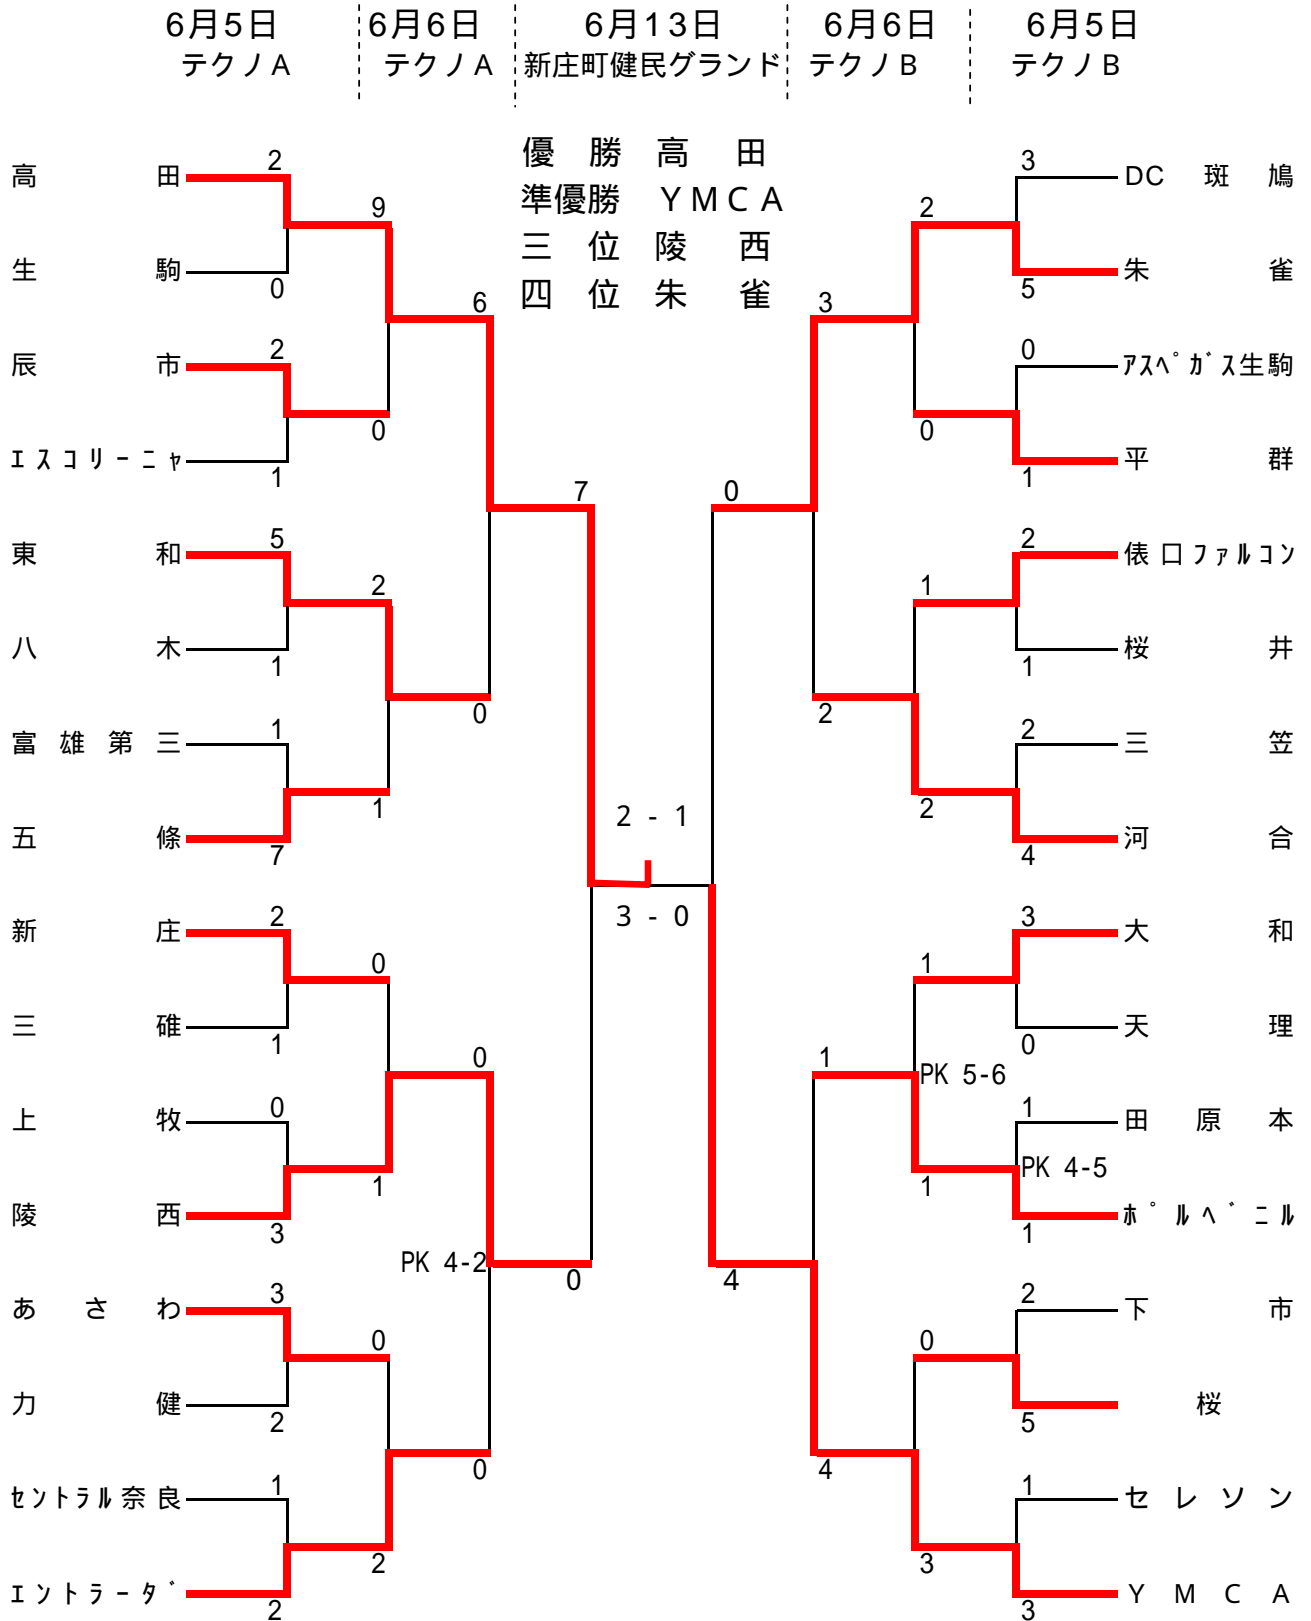 6月5日 6月6日 6月13日 6月6日 6月5日
テクノA テクノA 新庄町健民グランド テクノB テクノB
優勝 高田
準優勝 YMCA
三位 陵西
四位 朱雀
高田 2
9
生駒 0
6
辰市 2
0
エスコリーニャ 1
7
東和 5
2
八木 1
0
富雄第三 1
1
五條 7
新庄 2
0
三碓 1
0
上牧 0
1
陵西 3
PK 4-2
0
あさわ 3
0
力健 2
0
セントラル奈良 1
2
エントラーダ 2
2 - 1
3 - 0
3 DC斑鳩
2
5 朱雀
3
0 アスペガス生駒
0
1 平群
0
2 俵口ファルコン
1
1 桜井
2
2 三笠
2
4 河合
3 大和
1
0 天理
1
PK 5-6
1 田原本
PK 4-5
1
1 ポルベニル
4
2 下市
0
5 桜
4
1 セレソン
3
3 YMCA